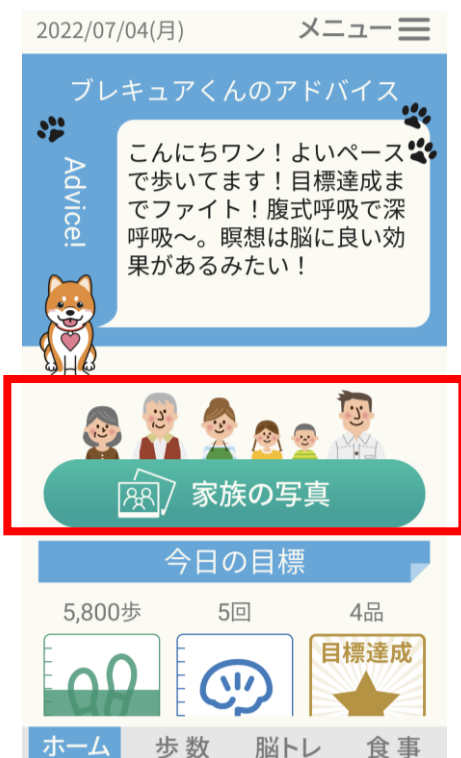 2022/07/04(月)
メニュー
ブレキュアくんのアドバイス
Advice!
こんにちワン！よいペース
で歩いてます！目標達成ま
でファイト！腹式呼吸で深
呼吸～。瞑想は脳に良い効
果があるみたい！
家族の写真
今日の目標
5,800歩
5回
4品
目標達成
ホーム
歩数
脳トレ
食事